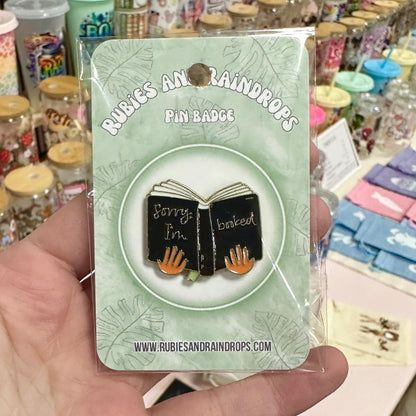 RUBIES AND RAINDROPS
PIN BADGE
Sorry. I'm
booked
WWW.RUBIESANDRAINDROPS.COM